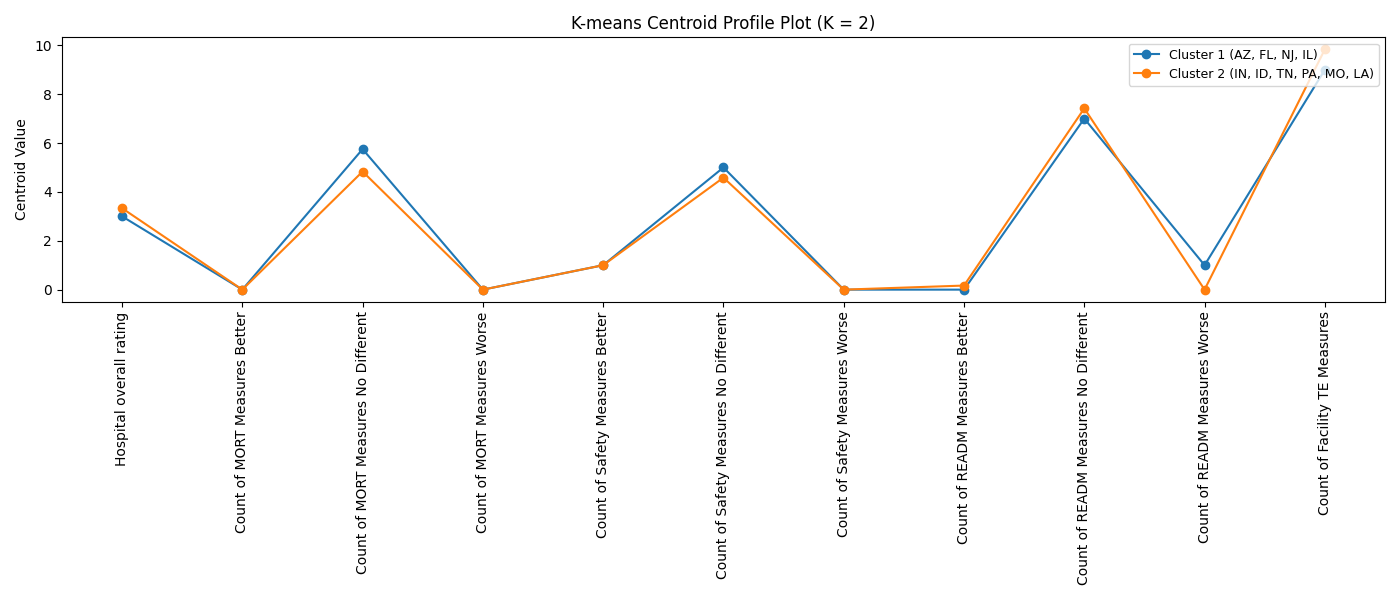 K-means Centroid Profile Plot (K = 2)
Centroid Value
10
8
6
4
2
0
Cluster 1 (AZ, FL, NJ, IL)
Cluster 2 (IN, ID, TN, PA, MO, LA)
Hospital overall rating
Count of MORT Measures Better
Count of MORT Measures No Different
Count of MORT Measures Worse
Count of Safety Measures Better
Count of Safety Measures No Different
Count of Safety Measures Worse
Count of READM Measures Better
Count of READM Measures No Different
Count of READM Measures Worse
Count of Facility TE Measures